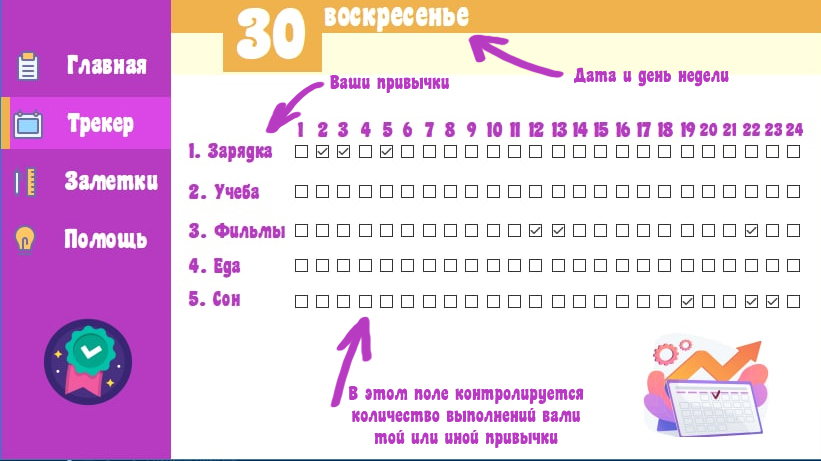 30 воскресенье
Главная
Трекер
Заметки
Помощь
Дата и день недели
Ваши привычки
1 2 3 4 5 6 7 8 9 10 11 12 13 14 15 16 17 18 19 20 21 22 23 24
1. Зарядка
2. Учеба
3. Фильмы
4. Еда
5. Сон
В этом поле контролируется
количество выполнений вами
той или иной привычки